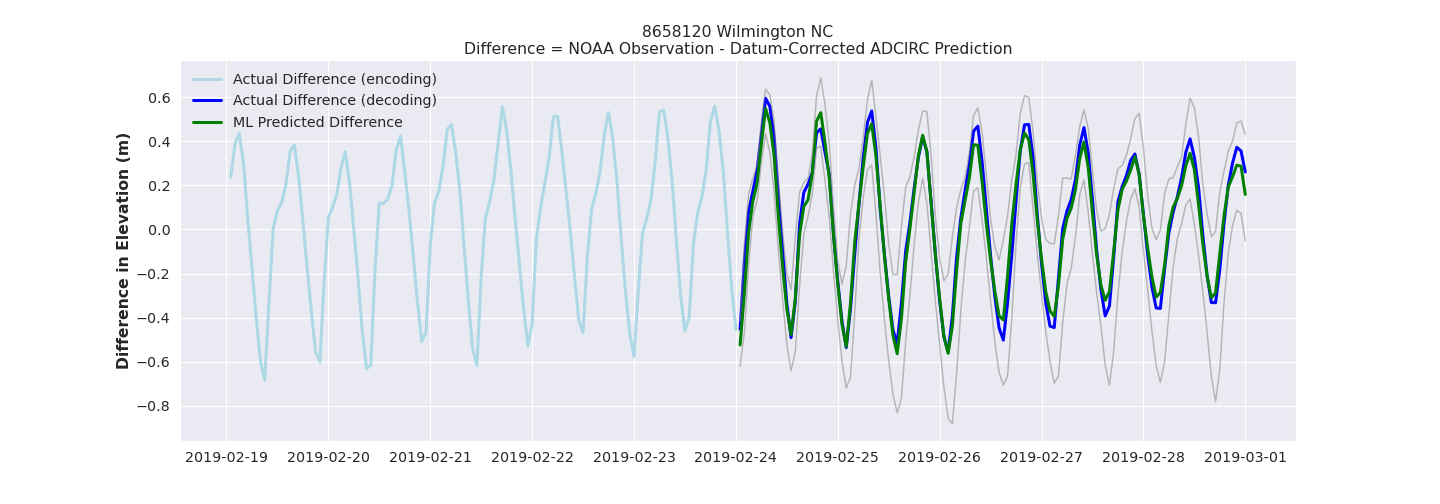 8658120 Wilmington NC
Difference = NOAA Observation - Datum-Corrected ADCIRC Prediction
Actual Difference (encoding)
Actual Difference (decoding)
ML Predicted Difference
Difference in Elevation (m)
0.6
0.4
0.2
0.0
−0.2
−0.4
−0.6
−0.8
2019-02-19 2019-02-20 2019-02-21 2019-02-22 2019-02-23 2019-02-24 2019-02-25 2019-02-26 2019-02-27 2019-02-28 2019-03-01